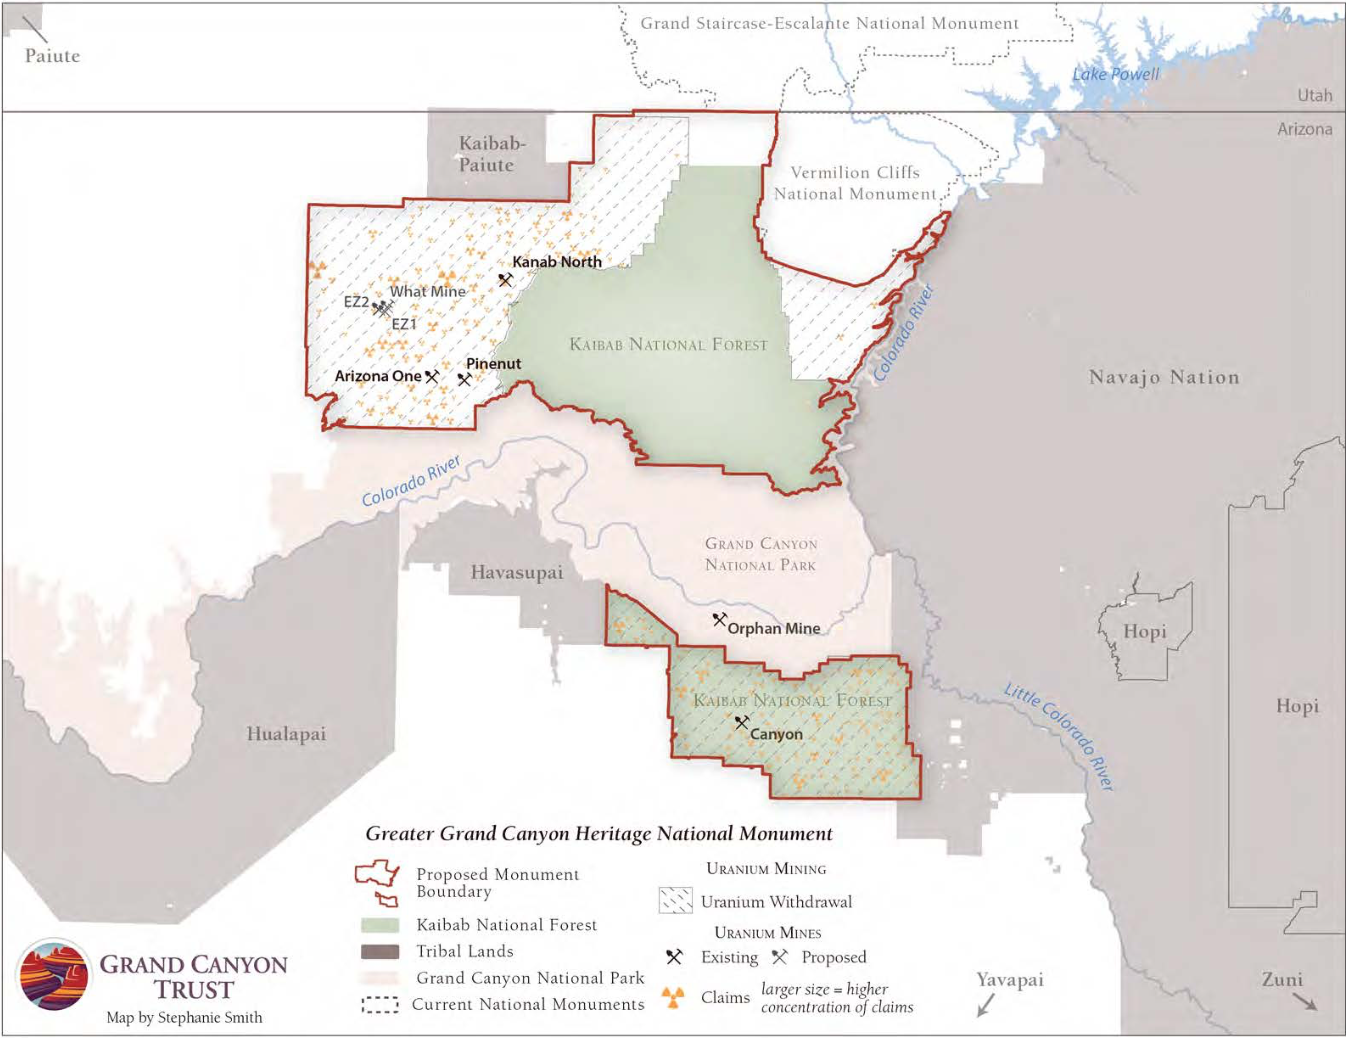 Grand Staircase-Escalante National Monument
Paiute
Lake Powell
Utah
Arizona
Kaibab-
Paiute
Vermilion Cliffs
National Monument
Kanab North
What Mine
EZ2
EZ1
Colorado River
Kaibab National Forest
Pinenut
Arizona One
Navajo Nation
Colorado River
Grand Canyon
National Park
Havasupai
Orphan Mine
Hopi
Little Colorado River
Kaibab National Forest
Canyon
Hopi
Hualapai
Greater Grand Canyon Heritage National Monument
Proposed Monument
Boundary
Kaibab National Forest
Tribal Lands
Grand Canyon National Park
Current National Monuments
Uranium Mining
Uranium Withdrawal
Uranium Mines
Existing
Proposed
Claims
larger size = higher
concentration of claims
Grand Canyon
Trust
Map by Stephanie Smith
Yavapai
Zuni